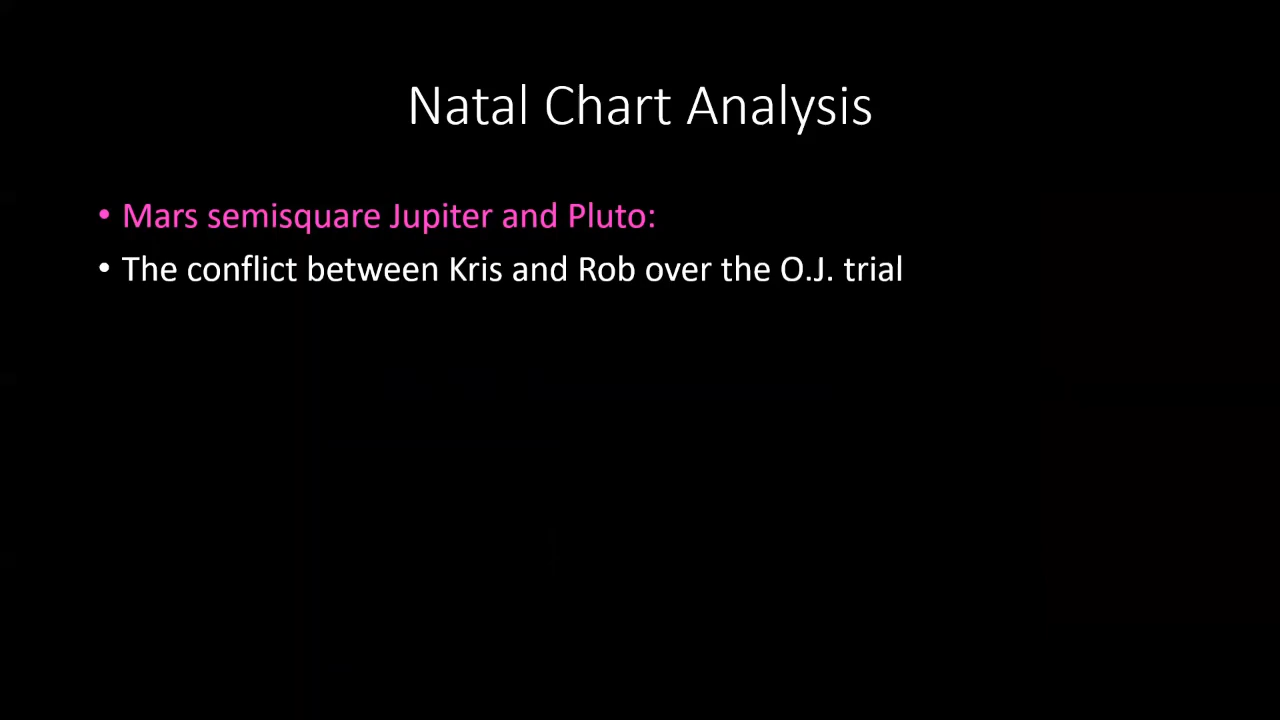 Natal Chart Analysis
• Mars semisquare Jupiter and Pluto:
• The conflict between Kris and Rob over the O.J. trial